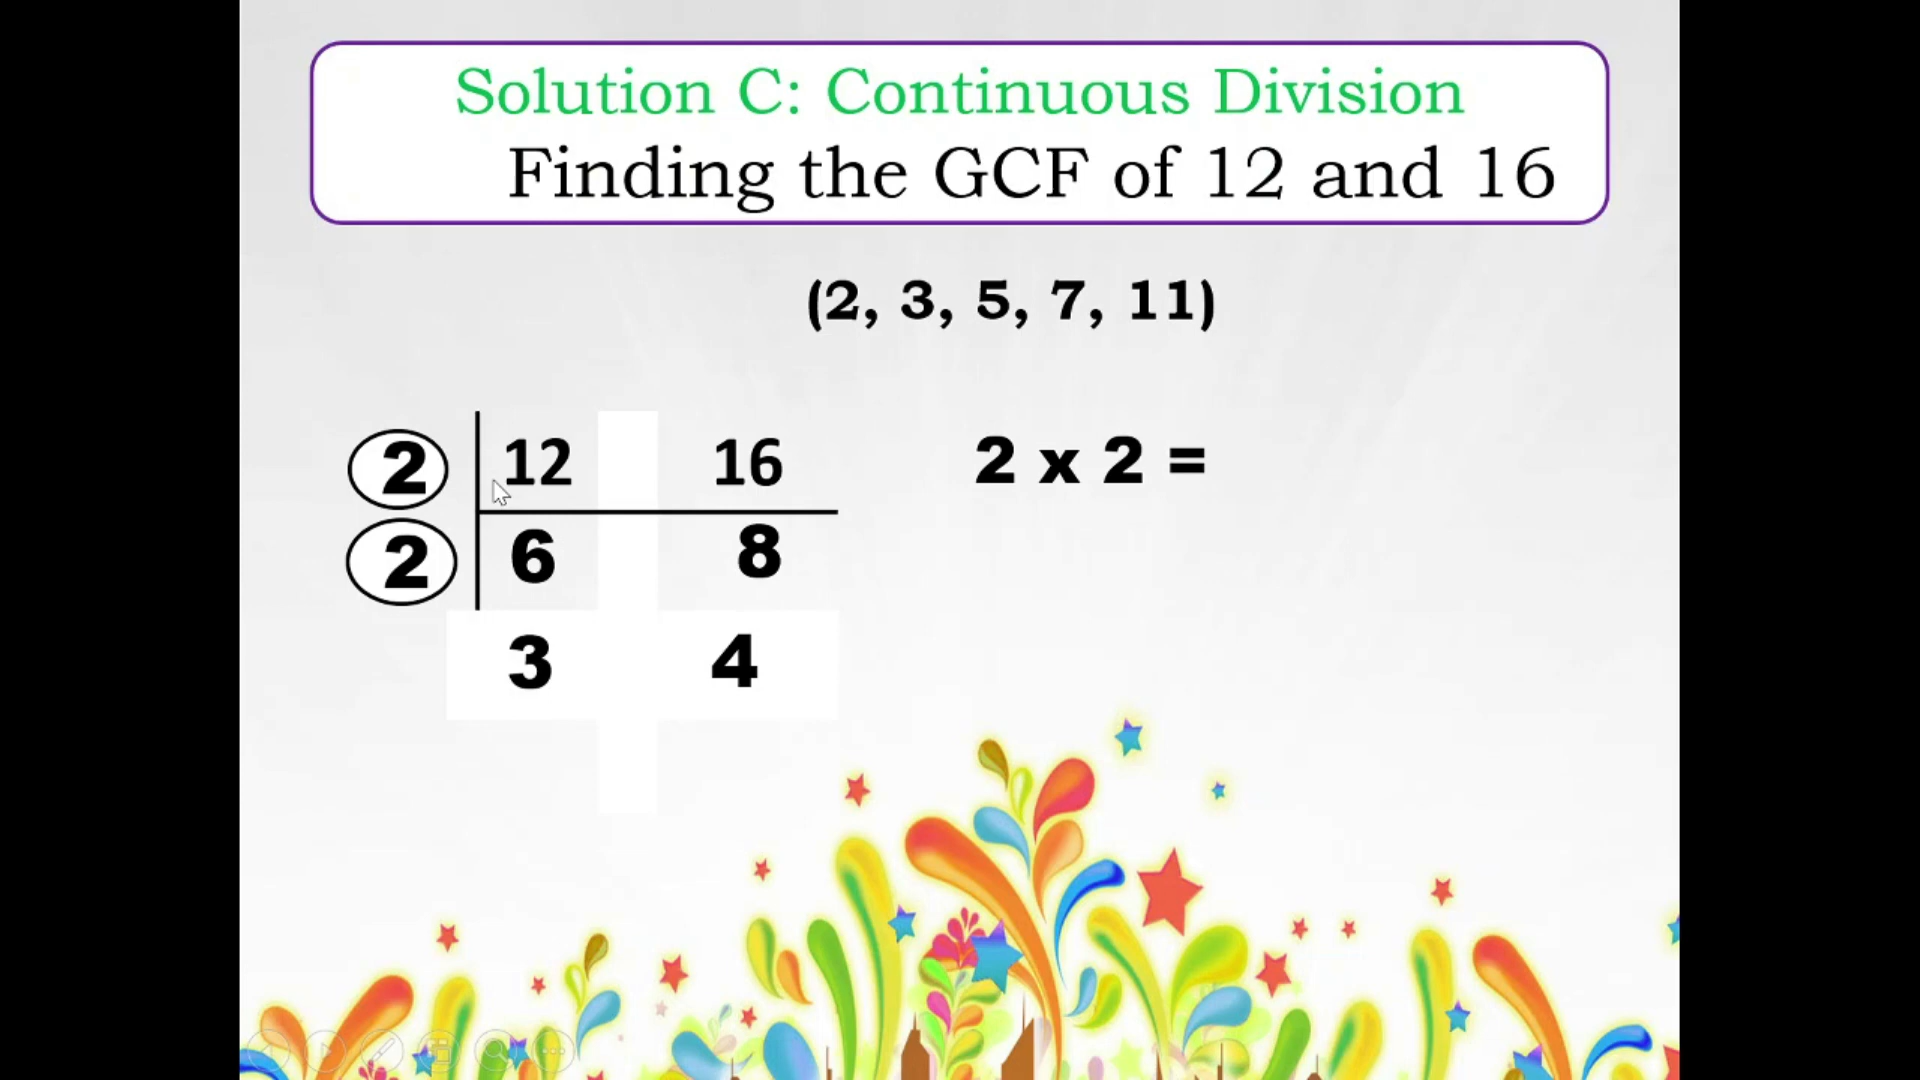 Solution C: Continuous Division
Finding the GCF of 12 and 16
(2, 3, 5, 7, 11)
2 12 16 2 x 2 =
2 6 8
3 4